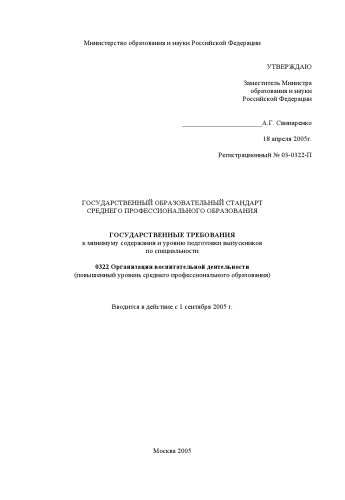 Министерство образования и науки Российской Федерации
УТВЕРЖДАЮ
Заместитель Министра
образования и науки
Российской Федерации
______________________А.Г. Свинаренко
18 апреля 2005г.
Регистрационный № 03-0322-П
ГОСУДАРСТВЕННЫЙ ОБРАЗОВАТЕЛЬНЫЙ СТАНДАРТ
СРЕДНЕГО ПРОФЕССИОНАЛЬНОГО ОБРАЗОВАНИЯ
ГОСУДАРСТВЕННЫЕ ТРЕБОВАНИЯ
к минимуму содержания и уровню подготовки выпускников
по специальности
0322 Организация воспитательной деятельности
(повышенный уровень среднего профессионального образования)
Вводится в действие с 1 сентября 2005 г.
Москва 2005